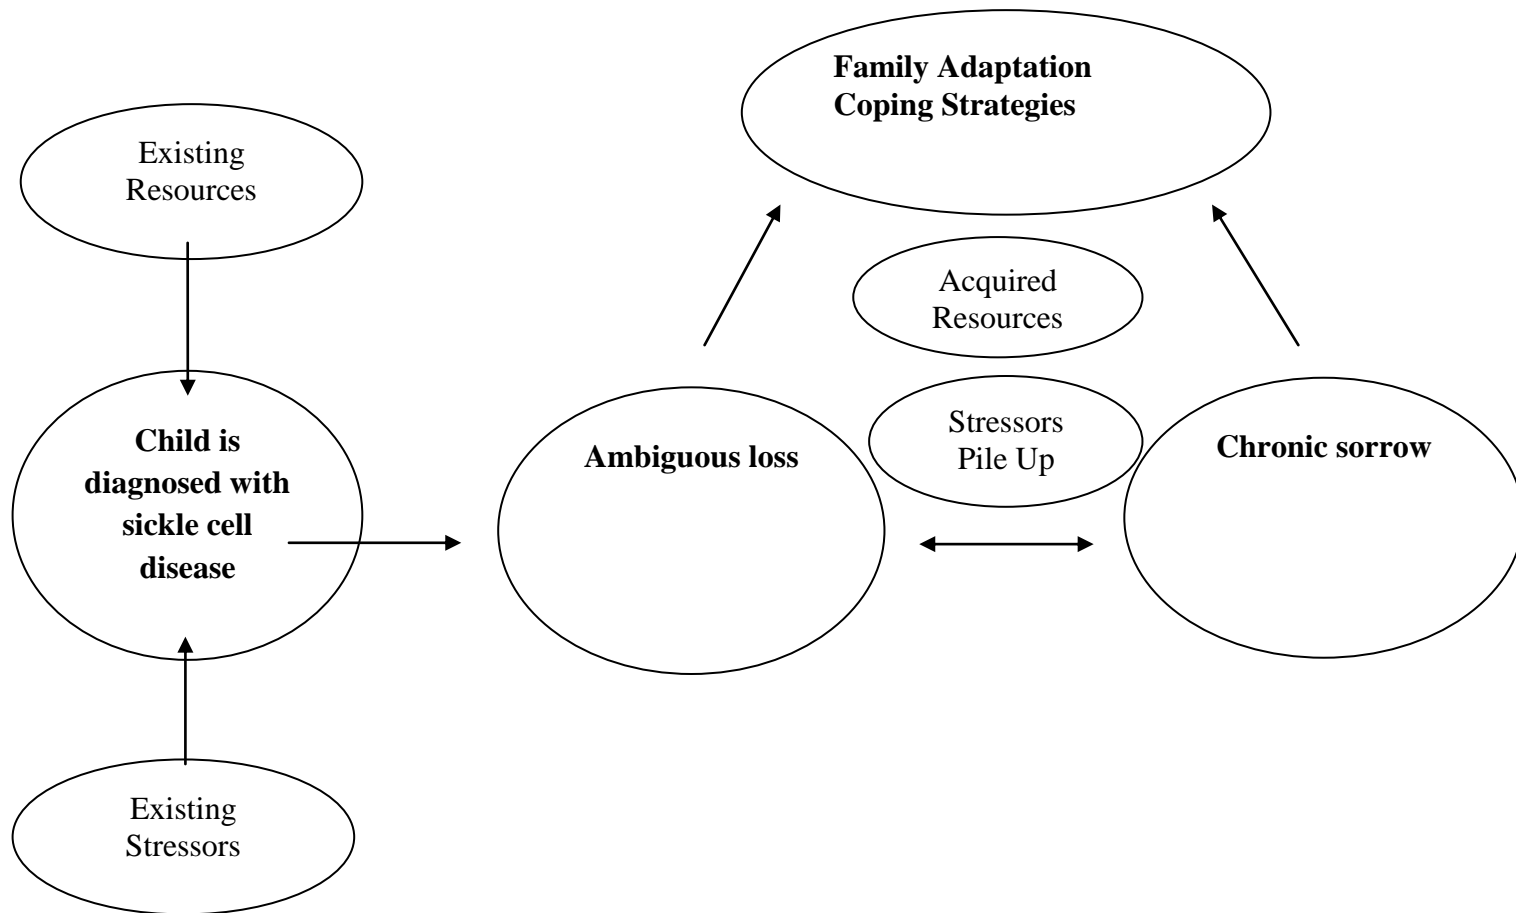 Existing
Resources
Child is
diagnosed with
sickle cell
disease
Existing
Stressors
Family Adaptation
Coping Strategies
Acquired
Resources
Stressors
Pile Up
Ambiguous loss
Chronic sorrow